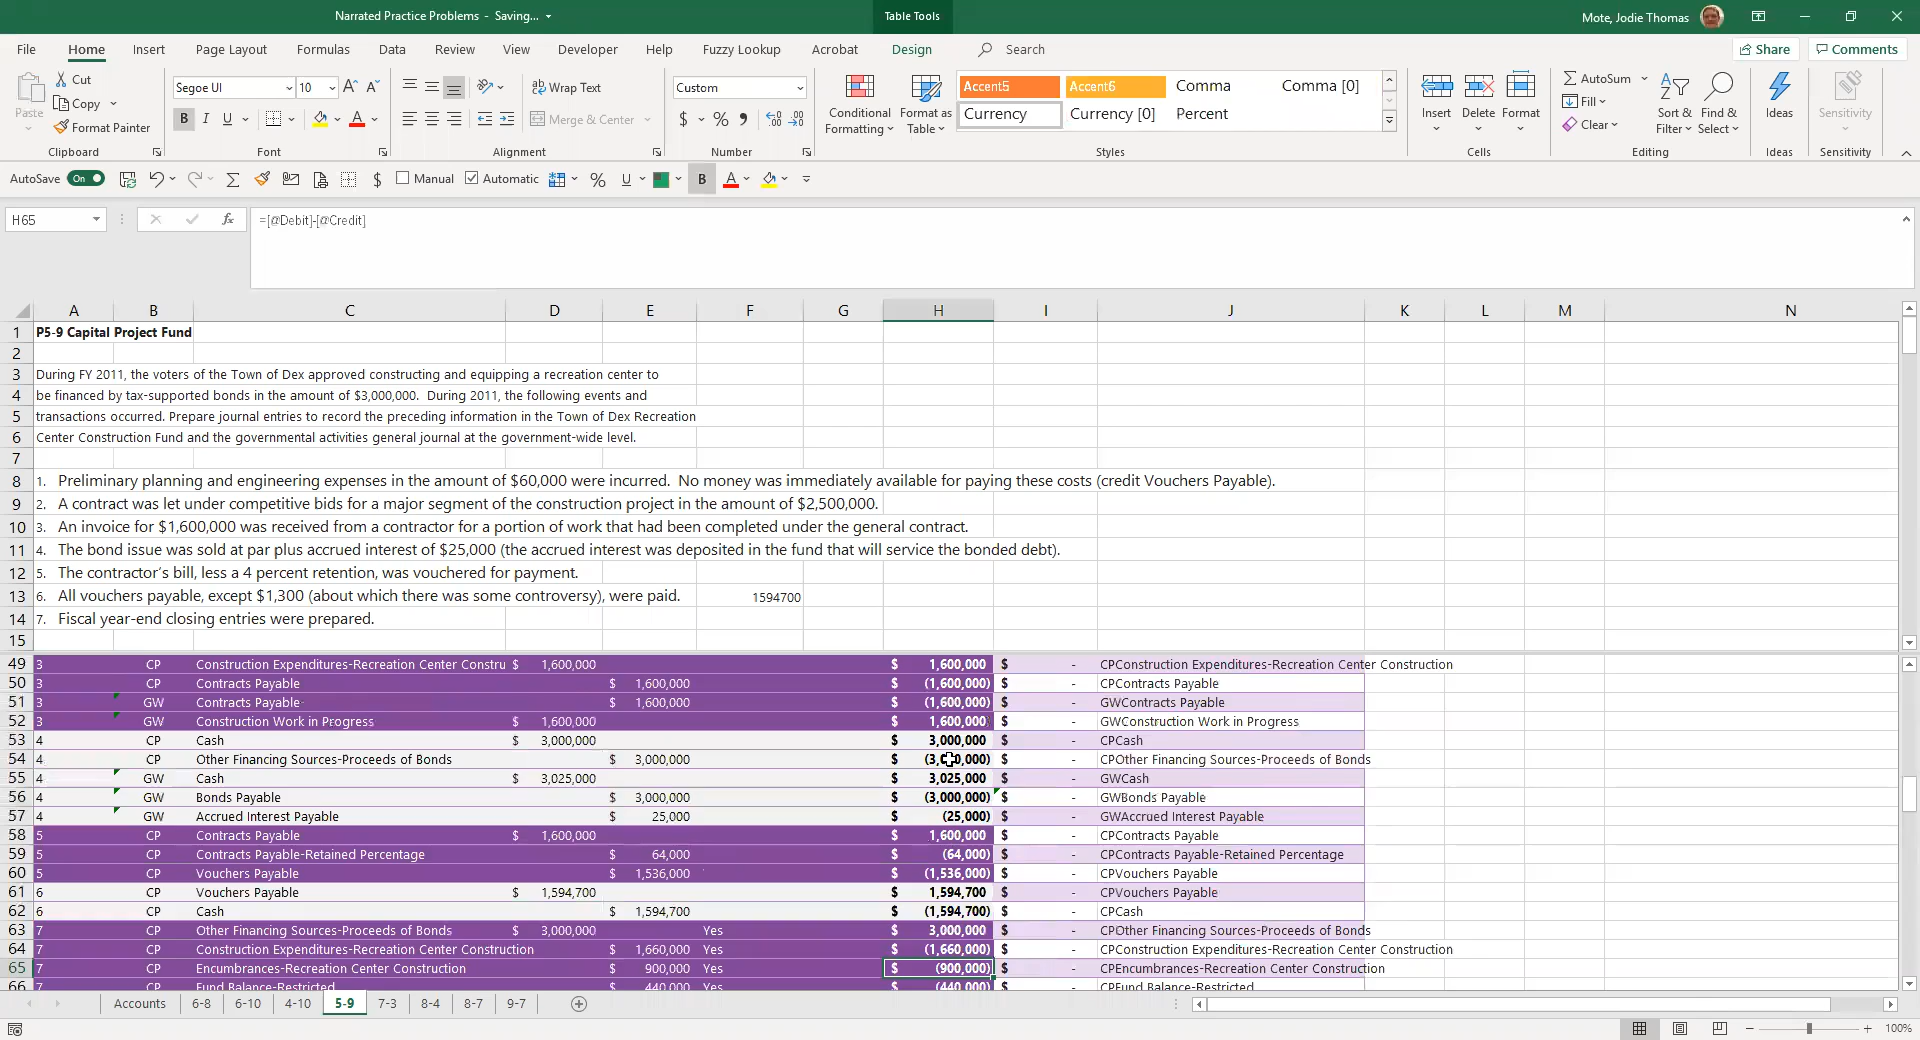 Narrated Practice Problems - Saving...
Table Tools
Mote, Jodie Thomas
File Home Insert Page Layout Formulas Data Review View Developer Help Fuzzy Lookup Acrobat Design Search Share Comments
Paste
Cut
Copy
Format Painter
Clipboard
Segoe UI 10
B I U
Font
Wrap Text
Merge & Center
Alignment
Custom
$ % 9
Number
Conditional Formatting
Format as Table
Accent5 Accent6 Comma Comma [0]
Currency Currency [0] Percent
Styles
Insert Delete Format
Cells
AutoSum
Fill
Clear
Sort & Filter
Find & Select
Editing
Ideas
Ideas
Sensitivity
Sensitivity
AutoSave On Manual Automatic
H65 fx =[@Debit]-[@Credit]
A B C D E F G H I J K L M N
1 P5-9 Capital Project Fund
2
3 During FY 2011, the voters of the Town of Dex approved constructing and equipping a recreation center to
4 be financed by tax-supported bonds in the amount of $3,000,000. During 2011, the following events and
5 transactions occurred. Prepare journal entries to record the preceding information in the Town of Dex Recreation
6 Center Construction Fund and the governmental activities general journal at the government-wide level.
7
8 1. Preliminary planning and engineering expenses in the amount of $60,000 were incurred. No money was immediately available for paying these costs (credit Vouchers Payable).
9 2. A contract was let under competitive bids for a major segment of the construction project in the amount of $2,500,000.
10 3. An invoice for $1,600,000 was received from a contractor for a portion of work that had been completed under the general contract.
11 4. The bond issue was sold at par plus accrued interest of $25,000 (the accrued interest was deposited in the fund that will service the bonded debt).
12 5. The contractor's bill, less a 4 percent retention, was vouchered for payment.
13 6. All vouchers payable, except $1,300 (about which there was some controversy), were paid. 1594700
14 7. Fiscal year-end closing entries were prepared.
15
49 3 CP Construction Expenditures-Recreation Center Constru $ 1,600,000 $ 1,600,000 $ - CPConstruction Expenditures-Recreation Center Construction
50 3 CP Contracts Payable $ 1,600,000 $ (1,600,000) $ - CPContracts Payable
51 3 GW Contracts Payable $ 1,600,000 $ (1,600,000) $ - GWContracts Payable
52 3 GW Construction Work in Progress $ 1,600,000 $ 1,600,000 $ - GWConstruction Work in Progress
53 4 CP Cash $ 3,000,000 $ 3,000,000 $ - CPCash
54 4 CP Other Financing Sources-Proceeds of Bonds $ 3,000,000 $ $ - CPOther Financing Sources-Proceeds of Bonds
55 4 GW Cash $ 3,025,000 $ 3,025,000 $ - GWCash
56 4 GW Bonds Payable $ 3,000,000 $ (3,000,000) $ - GWBonds Payable
57 4 GW Accrued Interest Payable $ 25,000 $ (25,000) $ - GWAccrued Interest Payable
58 5 CP Contracts Payable $ 1,600,000 $ 1,600,000 $ - CPContracts Payable
59 5 CP Contracts Payable-Retained Percentage $ 64,000 $ (64,000) $ - CPContracts Payable-Retained Percentage
60 5 CP Vouchers Payable $ 1,536,000 $ (1,536,000) $ - CPVouchers Payable
61 6 CP Vouchers Payable $ 1,594,700 $ 1,594,700 $ - CPVouchers Payable
62 6 CP Cash $ 1,594,700 $ (1,594,700) $ - CPCash
63 7 CP Other Financing Sources-Proceeds of Bonds $ 3,000,000 Yes $ 3,000,000 $ - CPOther Financing Sources-Proceeds of Bonds
64 7 CP Construction Expenditures-Recreation Center Construction $ 1,660,000 Yes $ (1,660,000) $ - CPConstruction Expenditures-Recreation Center Construction
65 7 CP Encumbrances-Recreation Center Construction $ 900,000 Yes $ (900,000) $ - CPEncumbrances-Recreation Center Construction
66 7 CP Fund Balance-Restricted $ 440,000 Yes $ (440,000) $ - CPFund Balance-Restricted
Accounts 6-8 6-10 4-10 5-9 7-3 8-4 8-7 9-7
100%